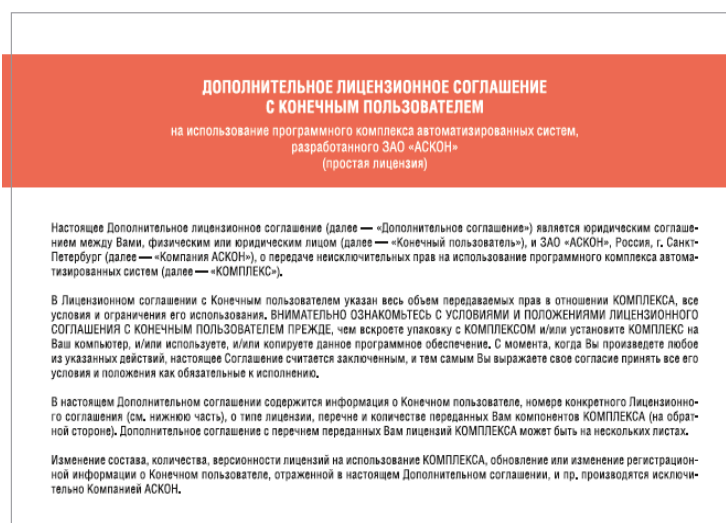 ДОПОЛНИТЕЛЬНОЕ ЛИЦЕНЗИОННОЕ СОГЛАШЕНИЕ
С КОНЕЧНЫМ ПОЛЬЗОВАТЕЛЕМ
на использование программного комплекса автоматизированных систем,
разработанного ЗАО «АСКОН»
(простая лицензия)
Настоящее Дополнительное лицензионное соглашение (далее — «Дополнительное соглашение») является юридическим соглаше-
нием между Вами, физическим или юридическим лицом (далее — «Конечный пользователь»), и ЗАО «АСКОН», Россия, г. Санкт-
Петербург (далее — «Компания АСКОН»), о передаче неисключительных прав на использование программного комплекса автома-
тизированных систем (далее — «КОМПЛЕКС»).
В Лицензионном соглашении с Конечным пользователем указан весь объем передаваемых прав в отношении КОМПЛЕКСА, все
условия и ограничения его использования. ВНИМАТЕЛЬНО ОЗНАКОМЬТЕСЬ С УСЛОВИЯМИ И ПОЛОЖЕНИЯМИ ЛИЦЕНЗИОННОГО
СОГЛАШЕНИЯ С КОНЕЧНЫМ ПОЛЬЗОВАТЕЛЕМ ПРЕЖДЕ, чем вскроете упаковку с КОМПЛЕКСОМ и/или установите КОМПЛЕКС на
Ваш компьютер, и/или используете, и/или копируете данное программное обеспечение. С момента, когда Вы произведете любое
из указанных действий, настоящее Соглашение считается заключенным, и тем самым Вы выражаете свое согласие принять все его
условия и положения как обязательные к исполнению.
В настоящем Дополнительном соглашении содержится информация о Конечном пользователе, номере конкретного Лицензионно-
го соглашения (см. нижнюю часть), о типе лицензии, перечне и количестве переданных Вам компонентов КОМПЛЕКСА (на обрат-
ной стороне). Дополнительное соглашение с перечнем переданных Вам лицензий КОМПЛЕКСА может быть на нескольких листах.
Изменение состава, количества, версионности лицензий на использование КОМПЛЕКСА, обновление или изменение регистрацион-
ной информации о Конечном пользователе, отраженной в настоящем Дополнительном соглашении, и пр. производятся исключи-
тельно Компанией АСКОН.